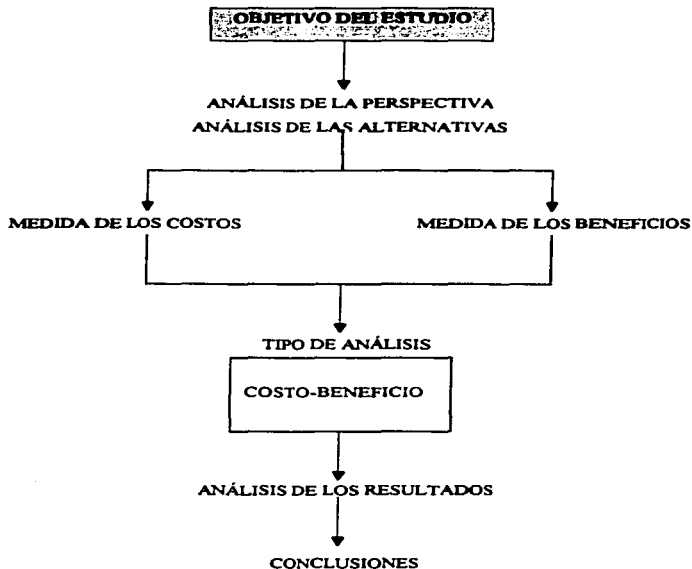 OBJETIVO DEL ESTUDIO
ANÁLISIS DE LA PERSPECTIVA
ANÁLISIS DE LAS ALTERNATIVAS
MEDIDA DE LOS COSTOS
MEDIDA DE LOS BENEFICIOS
TIPO DE ANÁLISIS
COSTO-BENEFICIO
ANÁLISIS DE LOS RESULTADOS
CONCLUSIONES